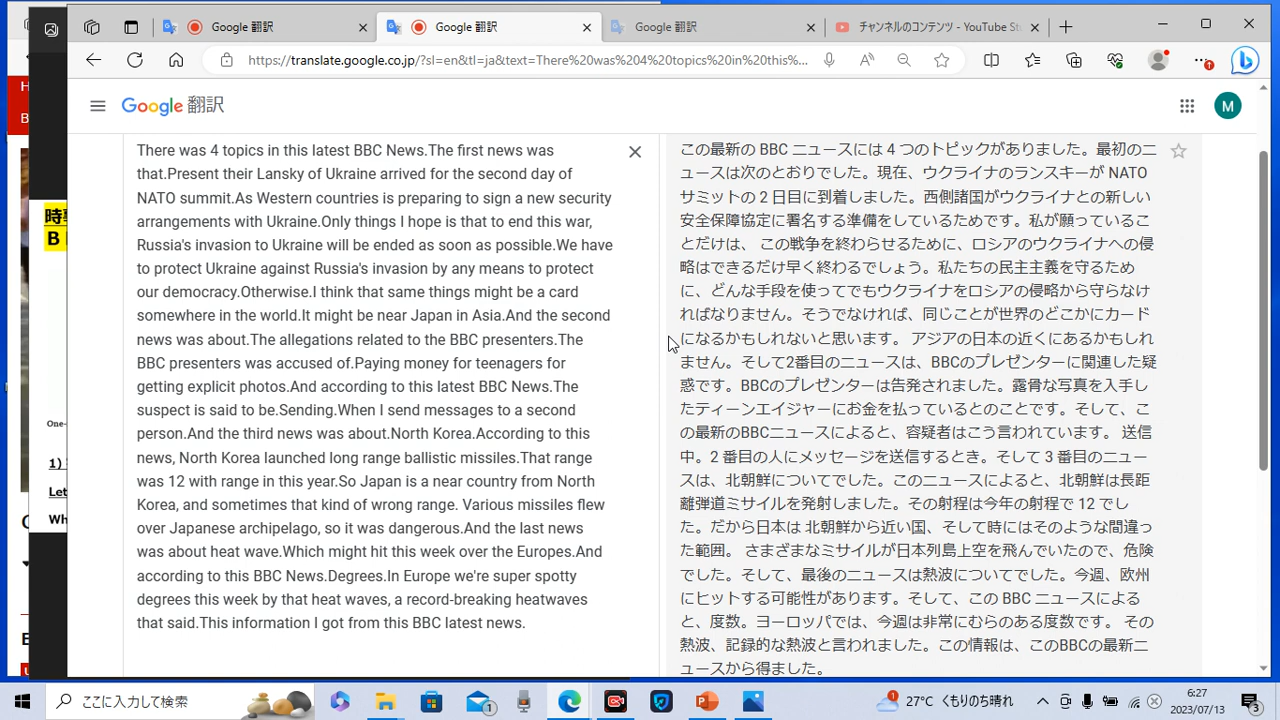 Google 翻訳
Google 翻訳
Google 翻訳
チャンネルのコンテンツ - YouTube St
https://translate.google.co.jp/?sl=en&tl=ja&text=There%20was%204%20topics%20in%20this%...
Google 翻訳
M
There was 4 topics in this latest BBC News.The first news was
that.Present their Lansky of Ukraine arrived for the second day of
NATO summit.As Western countries is preparing to sign a new security
arrangements with Ukraine.Only things I hope is that to end this war,
Russia's invasion to Ukraine will be ended as soon as possible.We have
to protect Ukraine against Russia's invasion by any means to protect
our democracy.Otherwise.I think that same things might be a card
somewhere in the world.It might be near Japan in Asia.And the second
news was about.The allegations related to the BBC presenters.The
BBC presenters was accused of.Paying money for teenagers for
getting explicit photos.And according to this latest BBC News.The
suspect is said to be.Sending.When I send messages to a second
person.And the third news was about.North Korea.According to this
news, North Korea launched long range ballistic missiles.That range
was 12 with range in this year.So Japan is a near country from North
Korea, and sometimes that kind of wrong range. Various missiles flew
over Japanese archipelago, so it was dangerous.And the last news
was about heat wave.Which might hit this week over the Europes.And
according to this BBC News.Degrees.In Europe we're super spotty
degrees this week by that heat waves, a record-breaking heatwaves
that said.This information I got from this BBC latest news.
この最新の BBC ニュースには 4 つのトピックがありました。最初のニ
ュースは次のとおりでした。現在、ウクライナのランスキーが NATO
サミットの 2 日目に到着しました。西側諸国がウクライナとの新しい
安全保障協定に署名する準備をしているためです。私が願っているこ
とだけは、 この戦争を終わらせるために、ロシアのウクライナへの侵
略はできるだけ早く終わるでしょう。私たちの民主主義を守るため
に、どんな手段を使ってでもウクライナをロシアの侵略から守らなけ
ればなりません。そうでなければ、同じことが世界のどこかにカード
になるかもしれないと思います。 アジアの日本の近くにあるかもしれ
ません。そして2番目のニュースは、BBCのプレゼンターに関連した疑
惑です。BBCのプレゼンターは告発されました。露骨な写真を入手し
たティーンエイジャーにお金を払っているとのことです。そして、こ
の最新のBBCニュースによると、容疑者はこう言われています。 送信
中。2 番目の人にメッセージを送信するとき。そして 3 番目のニュー
スは、北朝鮮についてでした。このニュースによると、北朝鮮は長距
離弾道ミサイルを発射しました。その射程は今年の射程で 12 でし
た。だから日本は 北朝鮮から近い国、そして時にはそのような間違っ
た範囲。 さまざまなミサイルが日本列島上空を飛んでいたので、危険
でした。そして、最後のニュースは熱波についてでした。今週、欧州
にヒットする可能性があります。そして、この BBC ニュースによる
と、度数。ヨーロッパでは、今週は非常にむらのある度数です。 その
熱波、記録的な熱波と言われました。この情報は、このBBCの最新ニ
ュースから得ました。
時
B
One-
1)
Let
Wh
ここに入力して検索
1
27°C くもりのち晴れ
6:27
2023/07/13
3